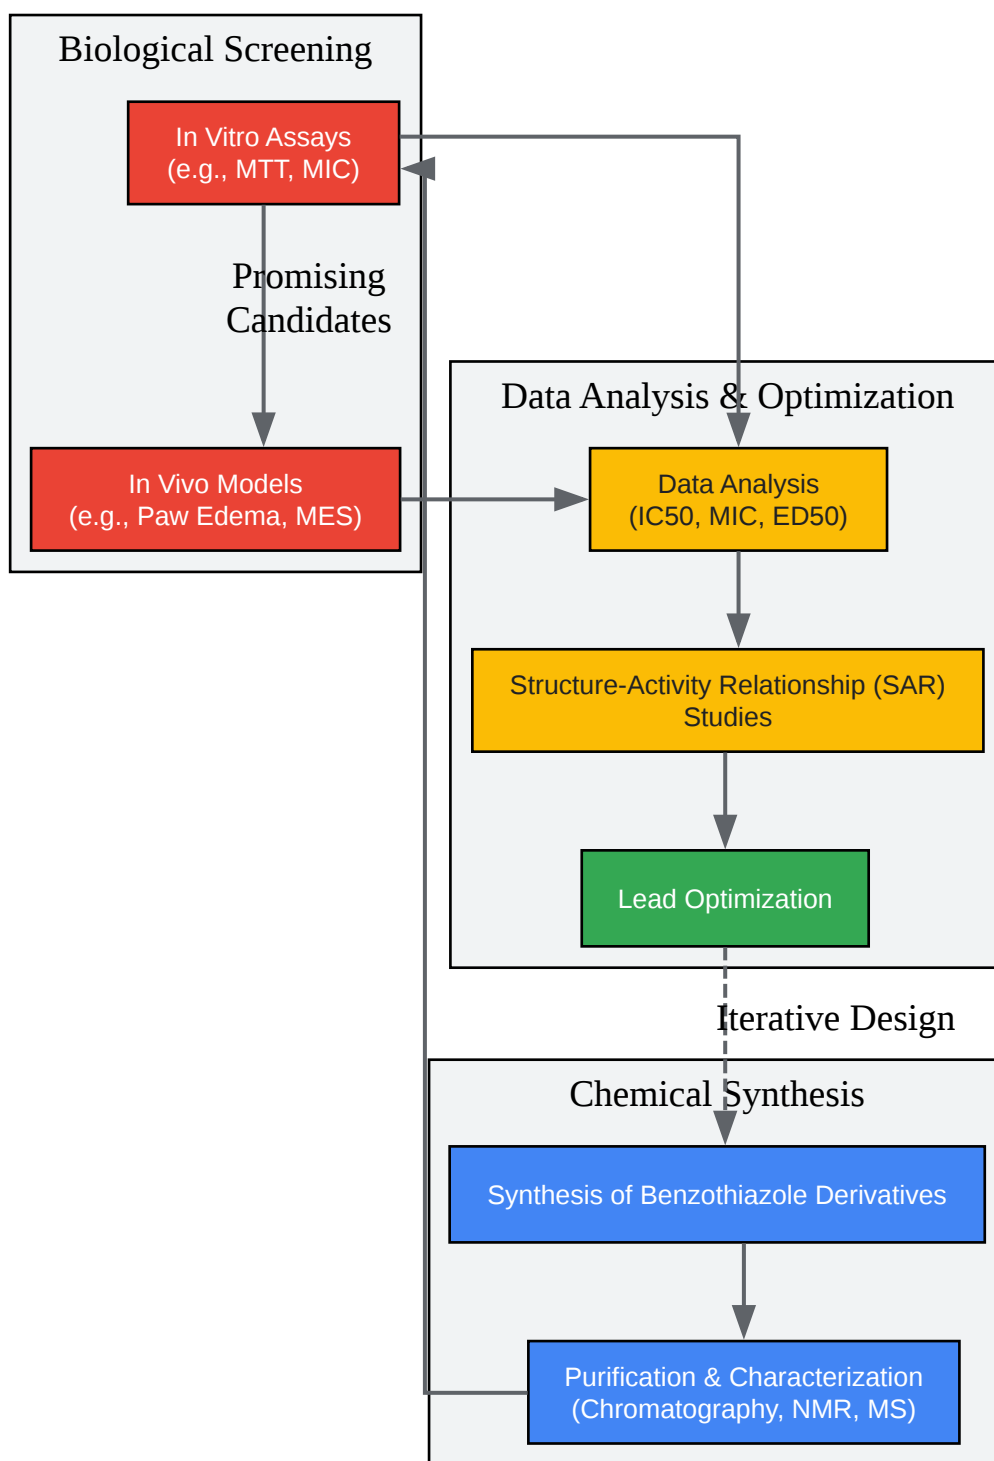 Biological Screening
In Vitro Assays
(e.g., MTT, MIC)
Promising
Candidates
In Vivo Models
(e.g., Paw Edema, MES)
Data Analysis & Optimization
Data Analysis
(IC50, MIC, ED50)
Structure-Activity Relationship (SAR)
Studies
Lead Optimization
Iterative Design
Chemical Synthesis
Synthesis of Benzothiazole Derivatives
Purification & Characterization
(Chromatography, NMR, MS)